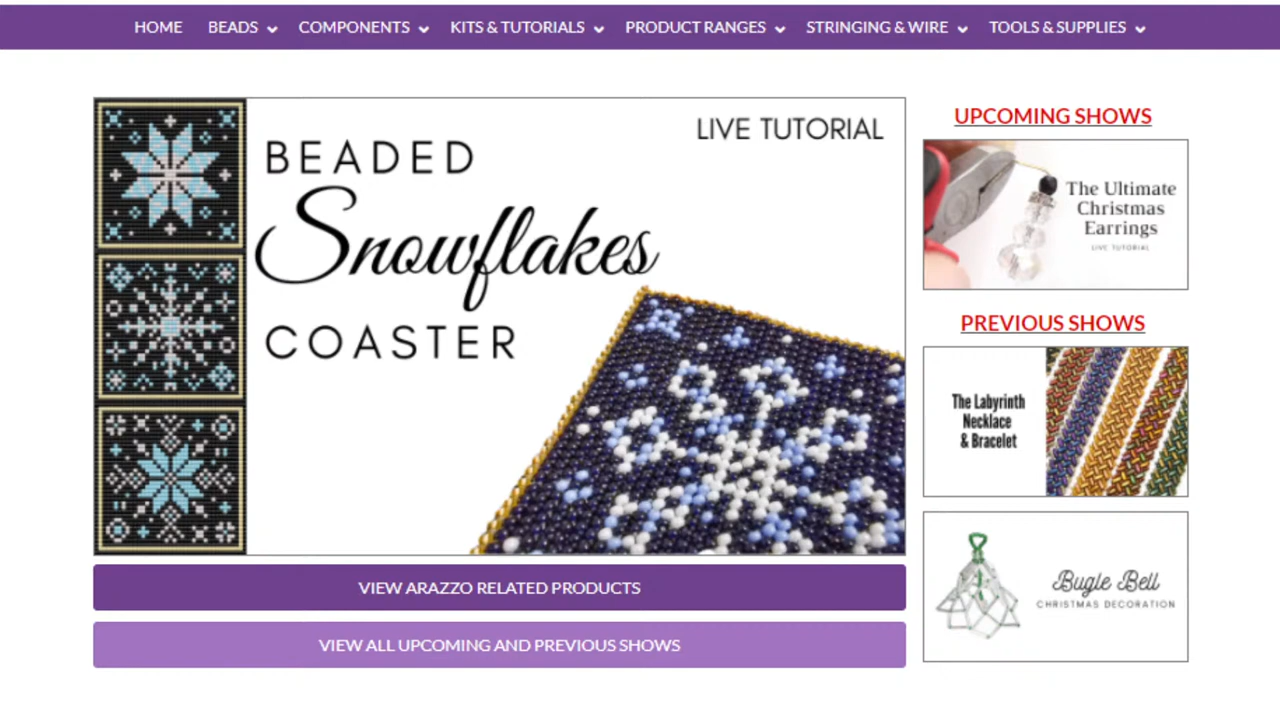 HOME BEADS COMPONENTS KITS & TUTORIALS PRODUCT RANGES STRINGING & WIRE TOOLS & SUPPLIES
LIVE TUTORIAL
BEADED
Snowflakes
COASTER
VIEW ARAZZO RELATED PRODUCTS
VIEW ALL UPCOMING AND PREVIOUS SHOWS
UPCOMING SHOWS
The Ultimate
Christmas
Earrings
LIVE TUTORIAL
PREVIOUS SHOWS
The Labyrinth
Necklace
& Bracelet
Bugle Bell
CHRISTMAS DECORATION